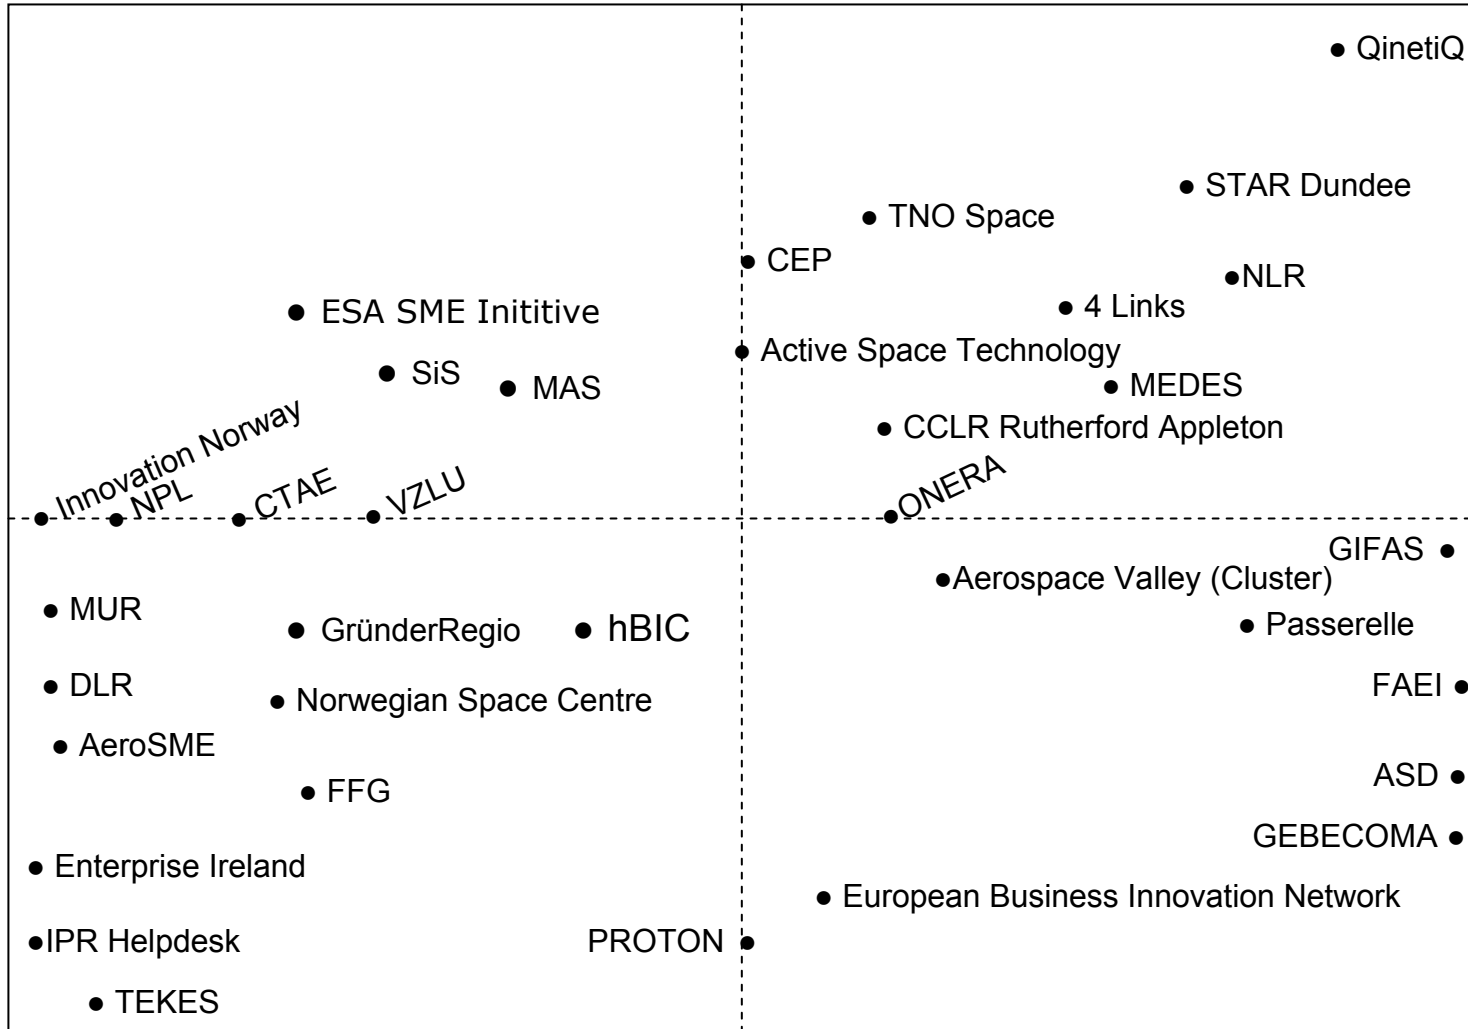 QinetiQ
STAR Dundee
TNO Space
CEP
NLR
ESA SME Inititive
4 Links
Active Space Technology
SiS
MAS
MEDES
CCLR Rutherford Appleton
Innovation Norway
NPL
CTAE
VZLU
ONERA
GIFAS
Aerospace Valley (Cluster)
MUR
GründerRegio
hBIC
Passerelle
DLR
Norwegian Space Centre
FAEI
AeroSME
FFG
ASD
GEBECOMA
Enterprise Ireland
European Business Innovation Network
IPR Helpdesk
PROTON
TEKES